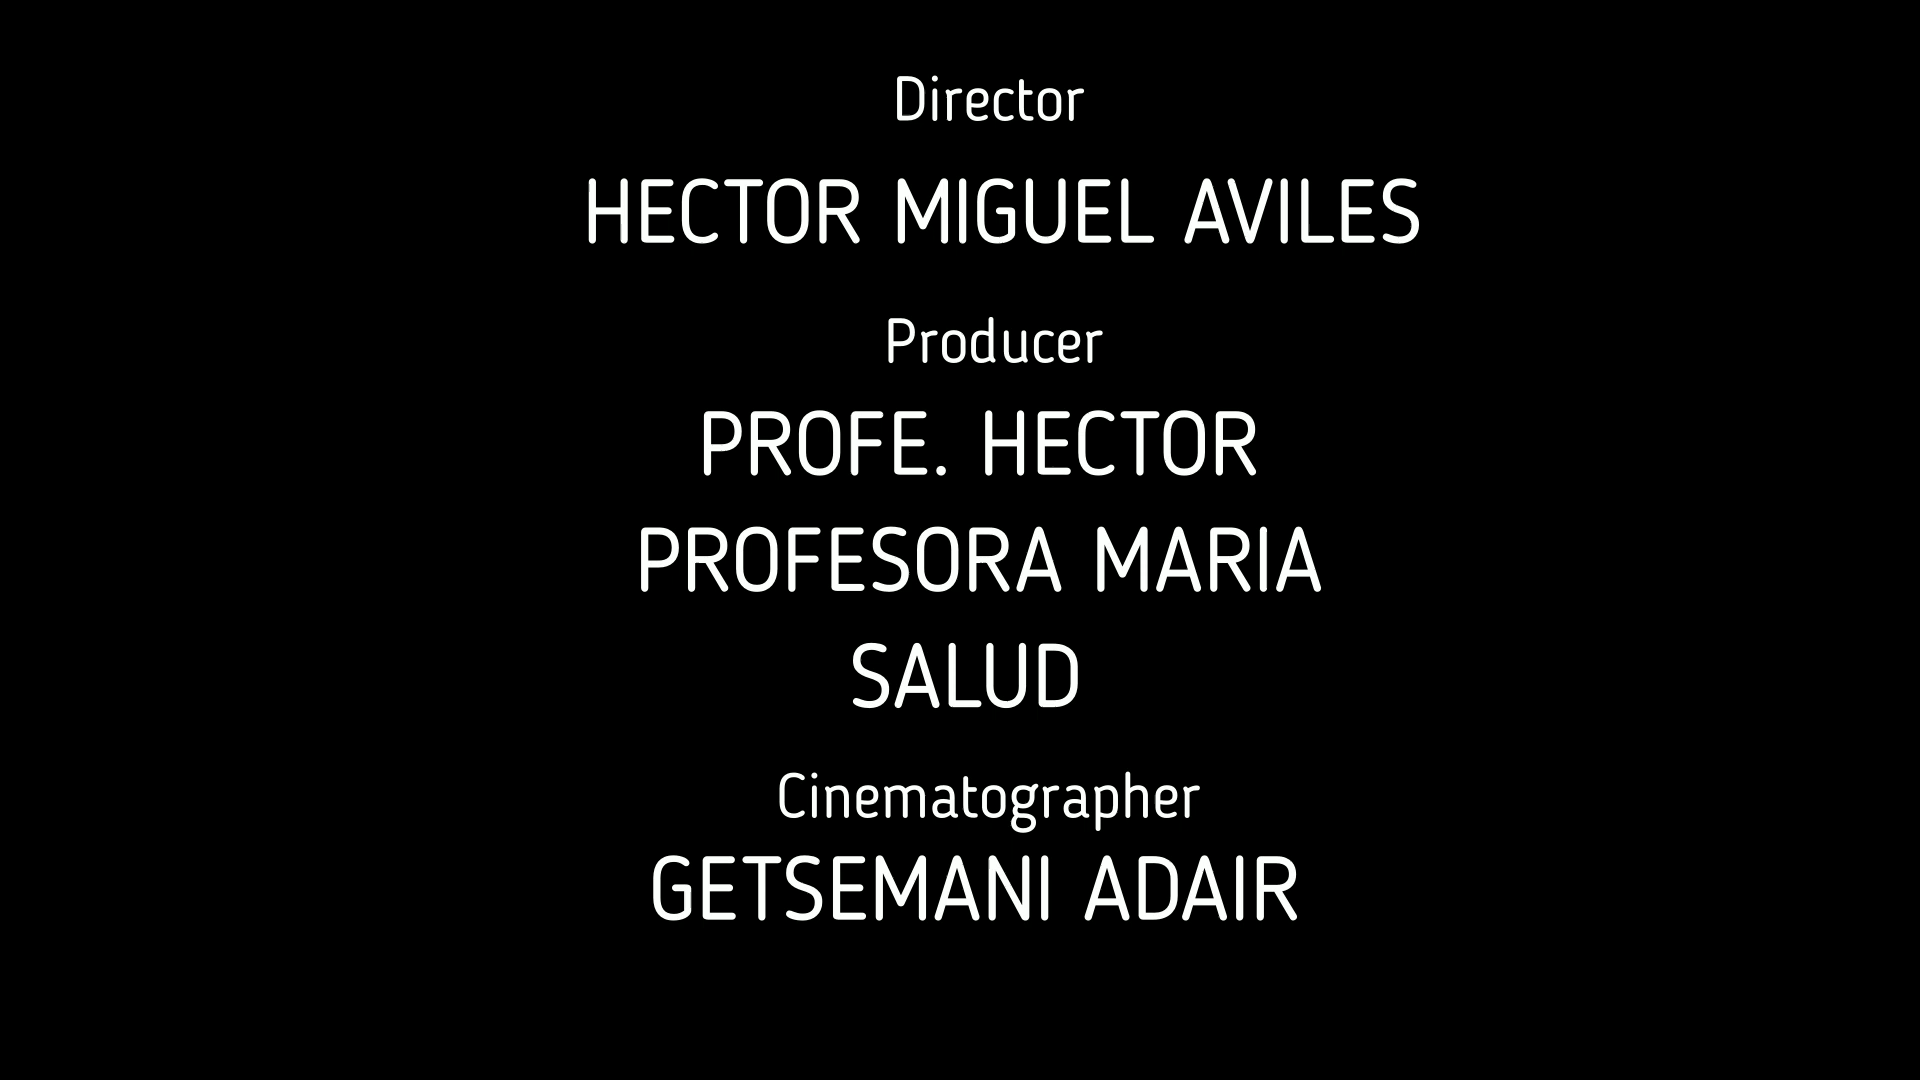 Director
HECTOR MIGUEL AVILES
Producer
PROFE. HECTOR
PROFESORA MARIA
SALUD
Cinematographer
GETSEMANI ADAIR